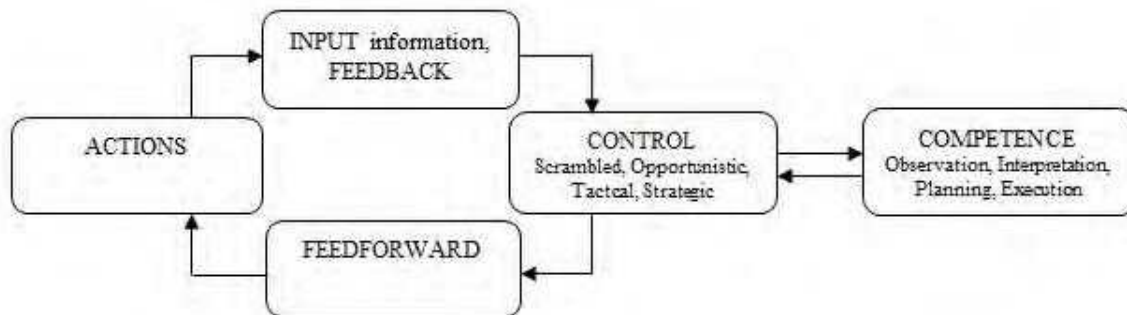 INPUT information,
FEEDBACK
ACTIONS
CONTROL
Scrambled, Opportunistic,
Tactcal, Strategic
COMPETENCE
Observation, Interpretation,
Planning, Execution
FEEDFORWARD